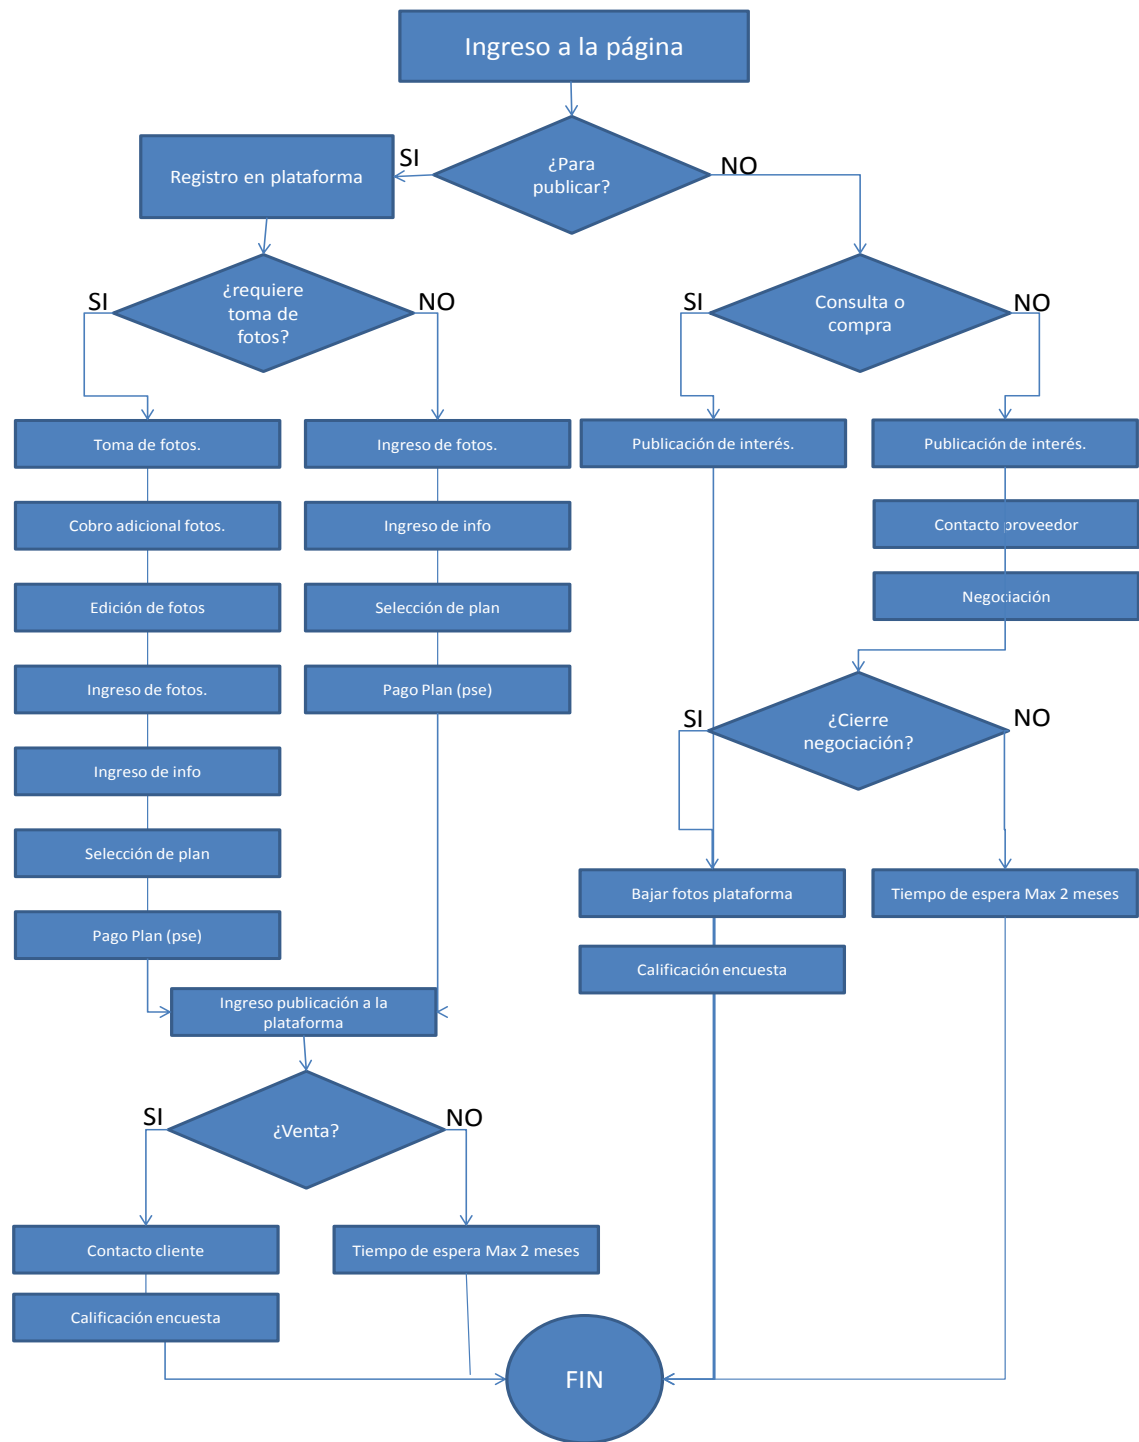 Ingreso a la página
¿Para
publicar?
SI
NO
Registro en plataforma
¿requiere
toma de
fotos?
SI
NO
Consulta o
compra
SI
NO
Toma de fotos.
Ingreso de fotos.
Publicación de interés.
Publicación de interés.
Cobro adicional fotos.
Ingreso de info
Contacto proveedor
Edición de fotos
Selección de plan
Negociación
Ingreso de fotos.
Pago Plan (pse)
¿Cierre
negociación?
SI
NO
Ingreso de info
Selección de plan
Bajar fotos plataforma
Tiempo de espera Max 2 meses
Pago Plan (pse)
Calificación encuesta
Ingreso publicación a la
plataforma
¿Venta?
SI
NO
Contacto cliente
Tiempo de espera Max 2 meses
Calificación encuesta
FIN